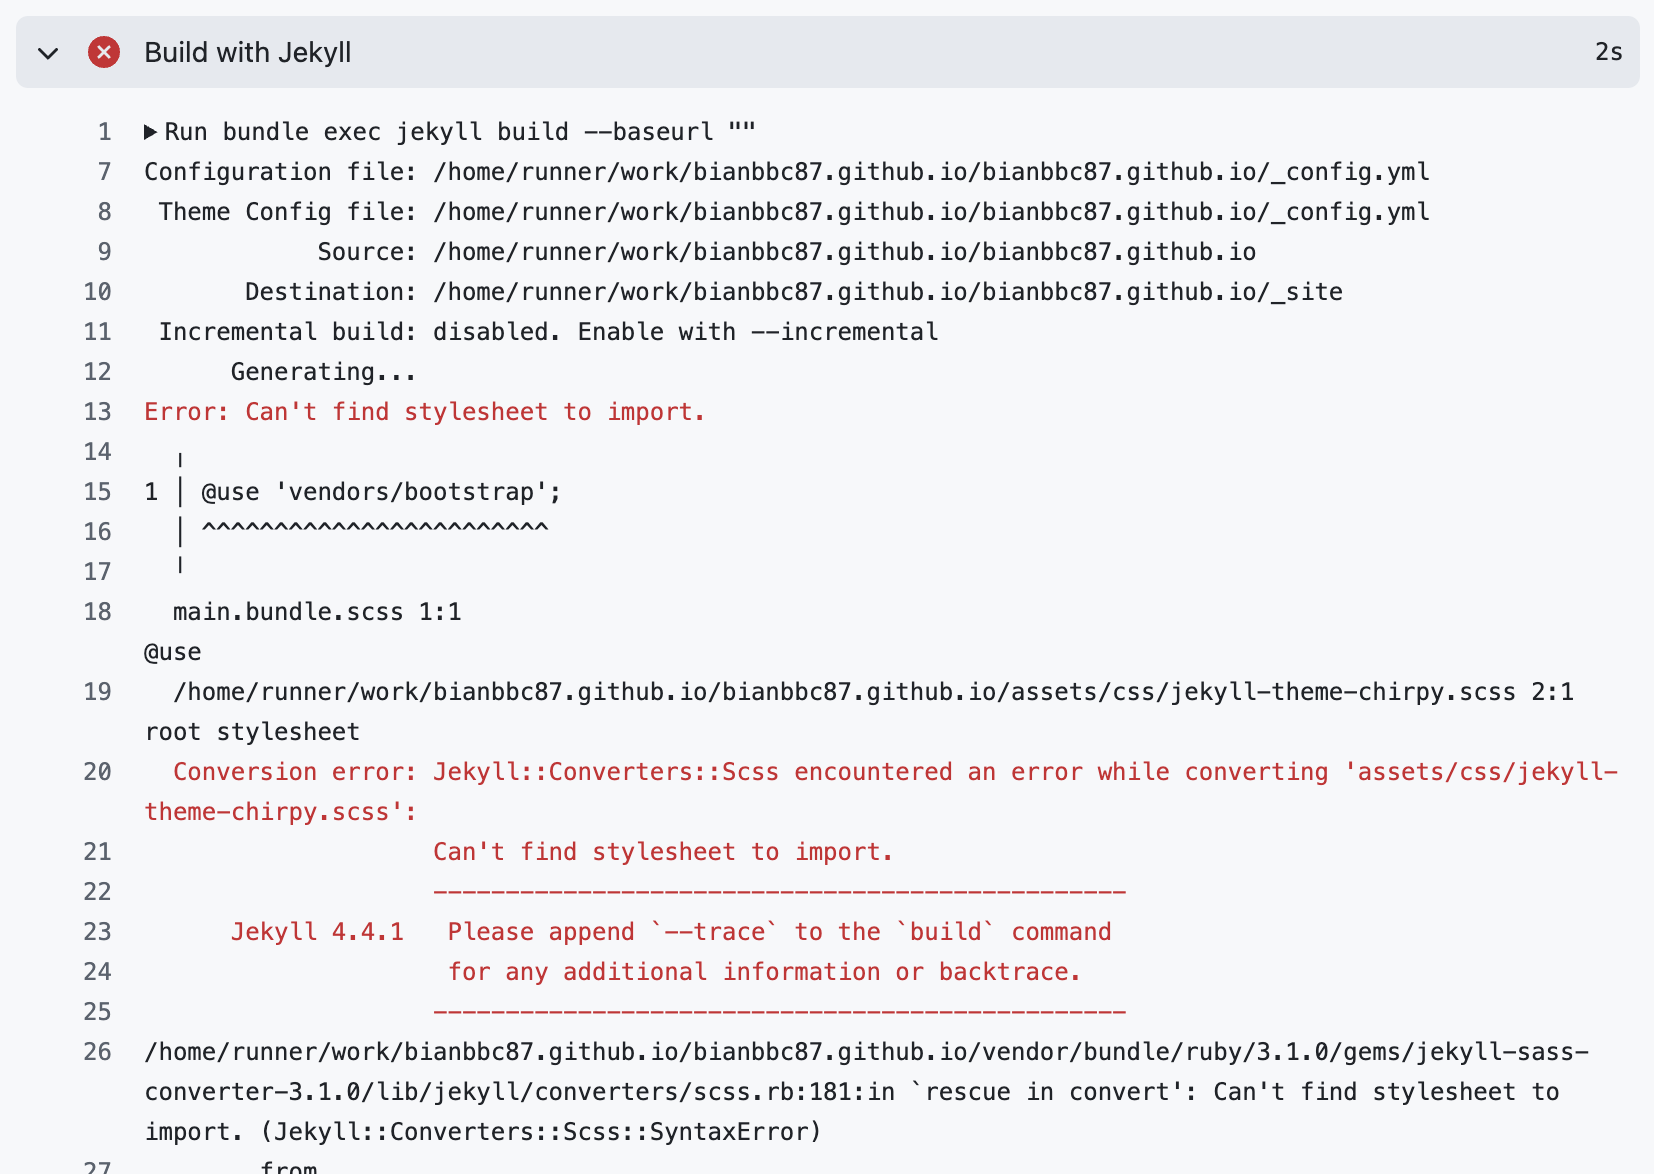 Build with Jekyll 2s
1 Run bundle exec jekyll build --baseurl ""
7 Configuration file: /home/runner/work/bianbbc87.github.io/bianbbc87.github.io/_config.yml
8 Theme Config file: /home/runner/work/bianbbc87.github.io/bianbbc87.github.io/_config.yml
9 Source: /home/runner/work/bianbbc87.github.io/bianbbc87.github.io
10 Destination: /home/runner/work/bianbbc87.github.io/bianbbc87.github.io/_site
11 Incremental build: disabled. Enable with --incremental
12 Generating...
13 Error: Can't find stylesheet to import.
14 ╷
15 1 │ @use 'vendors/bootstrap';
16 │ ^^^^^^^^^^^^^^^^^^^^^^^^
17 ╵
18 main.bundle.scss 1:1
@use
19 /home/runner/work/bianbbc87.github.io/bianbbc87.github.io/assets/css/jekyll-theme-chirpy.scss 2:1
root stylesheet
20 Conversion error: Jekyll::Converters::Scss encountered an error while converting 'assets/css/jekyll-
theme-chirpy.scss':
21 Can't find stylesheet to import.
22 ------------------------------------------------
23 Jekyll 4.4.1 Please append `--trace` to the `build` command
24 for any additional information or backtrace.
25 ------------------------------------------------
26 /home/runner/work/bianbbc87.github.io/bianbbc87.github.io/vendor/bundle/ruby/3.1.0/gems/jekyll-sass-
converter-3.1.0/lib/jekyll/converters/scss.rb:181:in `rescue in convert': Can't find stylesheet to
import. (Jekyll::Converters::Scss::SyntaxError)
27 from